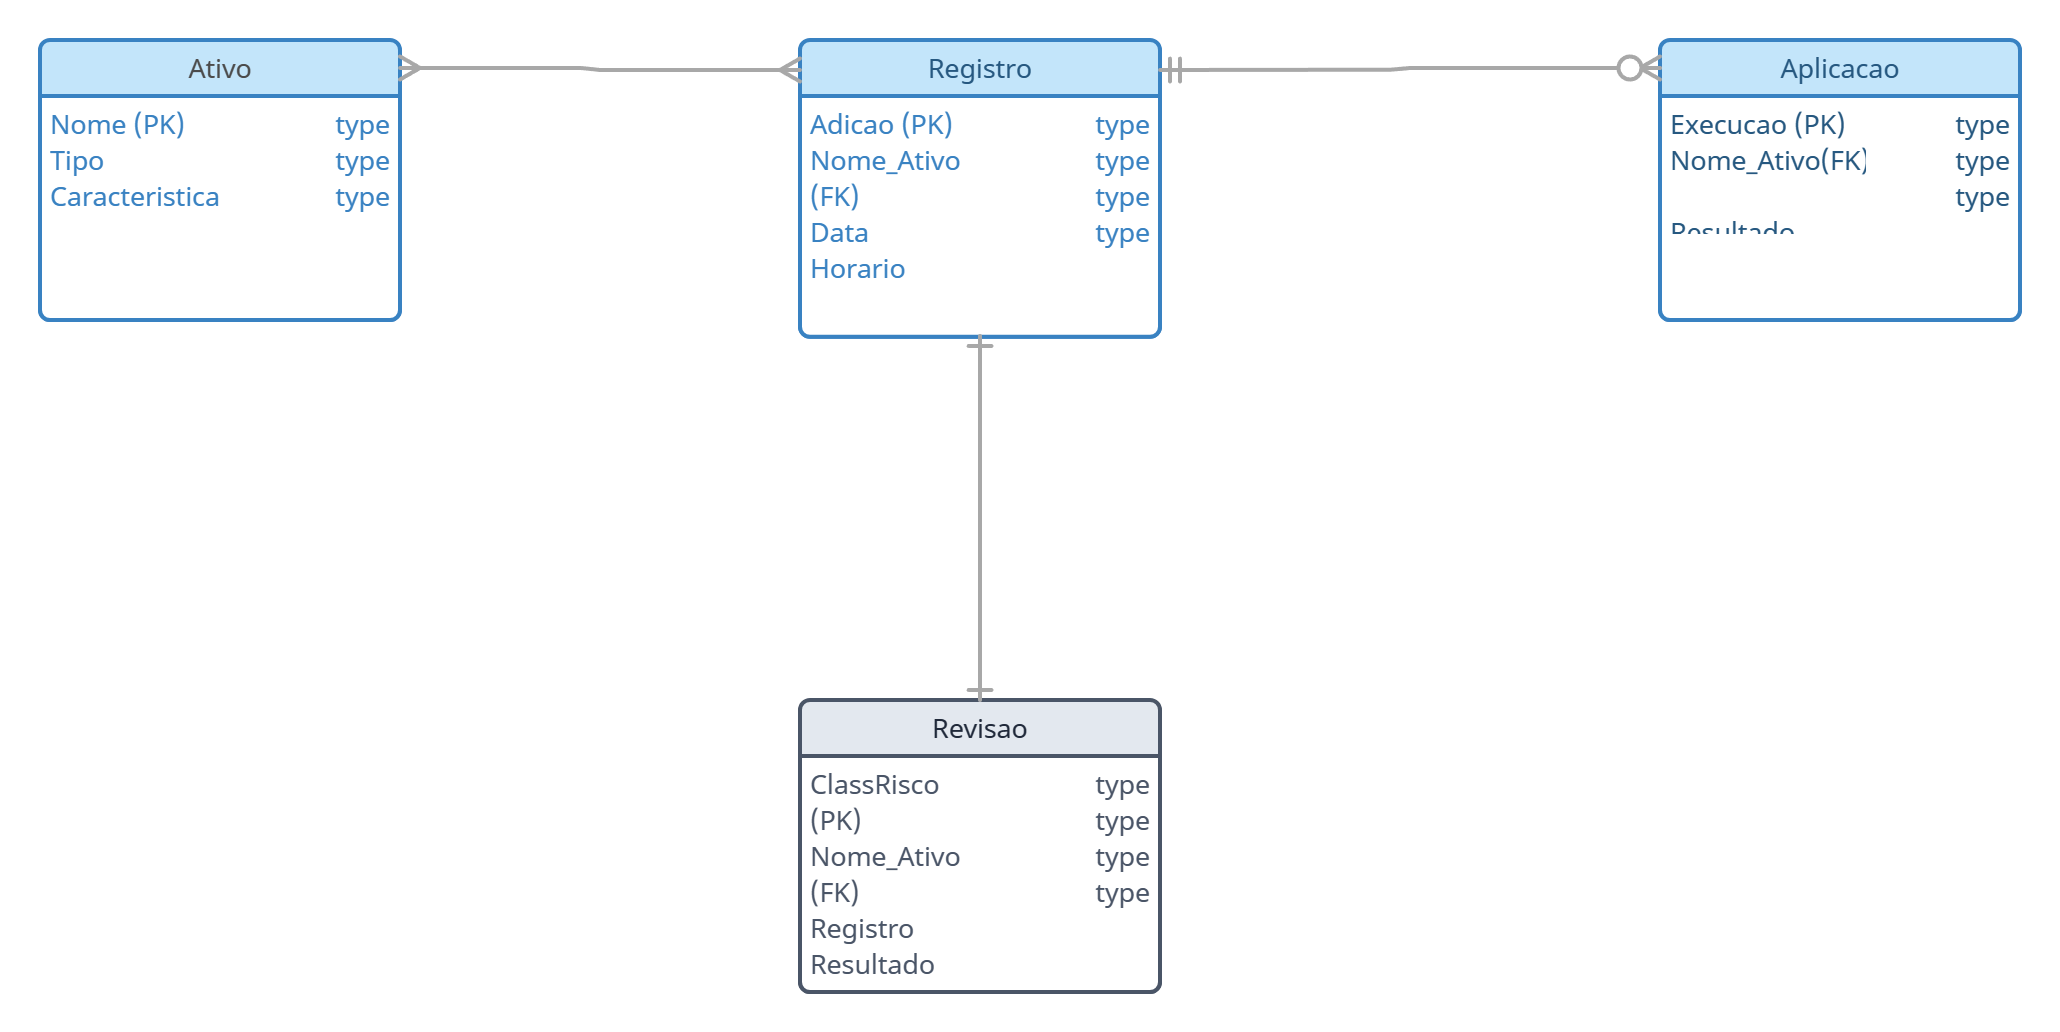 Ativo
Nome (PK) type
Tipo type
Caracteristica type
Registro
Adicao (PK) type
Nome_Ativo type
(FK) type
Data type
Horario
Aplicacao
Execucao (PK) type
Nome_Ativo(FK) type
type
Resultado
Revisao
ClassRisco type
(PK) type
Nome_Ativo type
(FK) type
Registro
Resultado